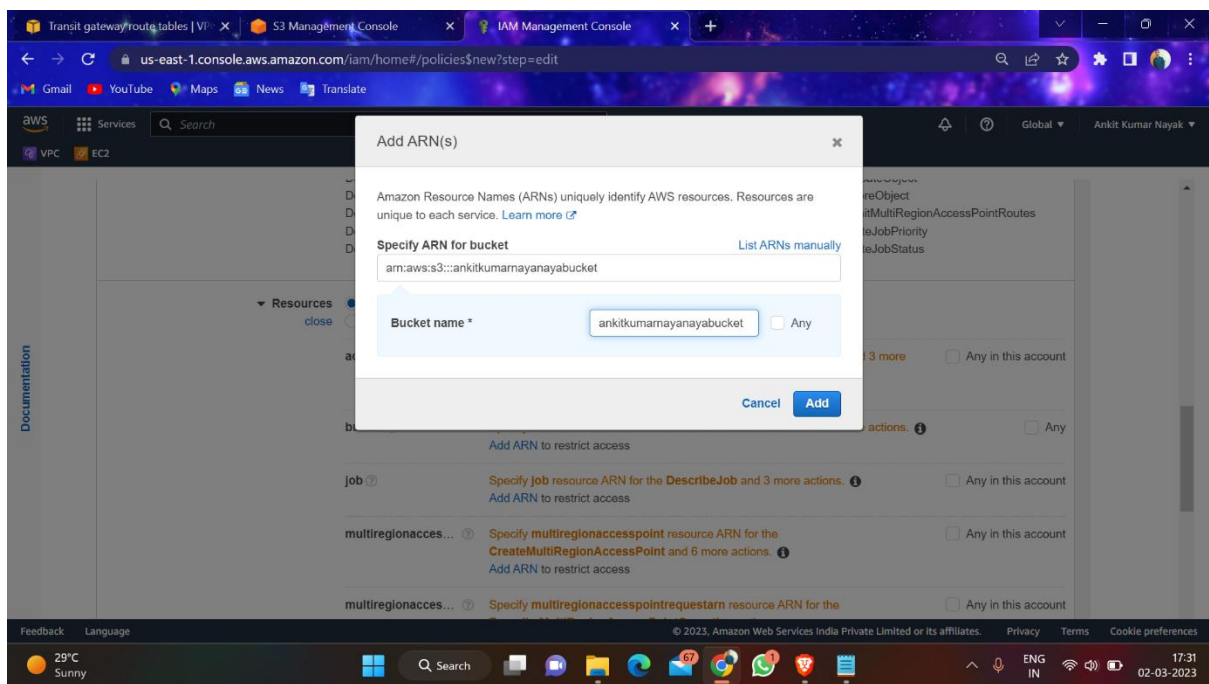 Transit gateway route tables | VP
S3 Management Console
IAM Management Console
us-east-1.console.aws.amazon.com/iam/home#/policies$new?step=edit
Gmail YouTube Maps News Translate
aws Services Search Global Ankit Kumar Nayak
VPC EC2
Add ARN(s)
Amazon Resource Names (ARNs) uniquely identify AWS resources. Resources are
unique to each service. Learn more
Specify ARN for bucket List ARNs manually
arn:aws:s3:::ankitkumarnayanayabucket
Bucket name * ankitkumarnayanayabucket Any
Cancel Add
reObject
itMultiRegionAccessPointRoutes
eJobPriority
eJobStatus
Resources
close
Documentation
3 more Any in this account
actions. Any
Add ARN to restrict access
job Specify job resource ARN for the DescribeJob and 3 more actions. Any in this account
Add ARN to restrict access
multiregionacces... Specify multiregionaccesspoint resource ARN for the Any in this account
CreateMultiRegionAccessPoint and 6 more actions.
Add ARN to restrict access
multiregionacces... Specify multiregionaccesspointrequestarn resource ARN for the Any in this account
Feedback Language © 2023, Amazon Web Services India Private Limited or its affiliates. Privacy Terms Cookie preferences
29°C
Sunny
Search
67
1
ENG
IN
17:31
02-03-2023